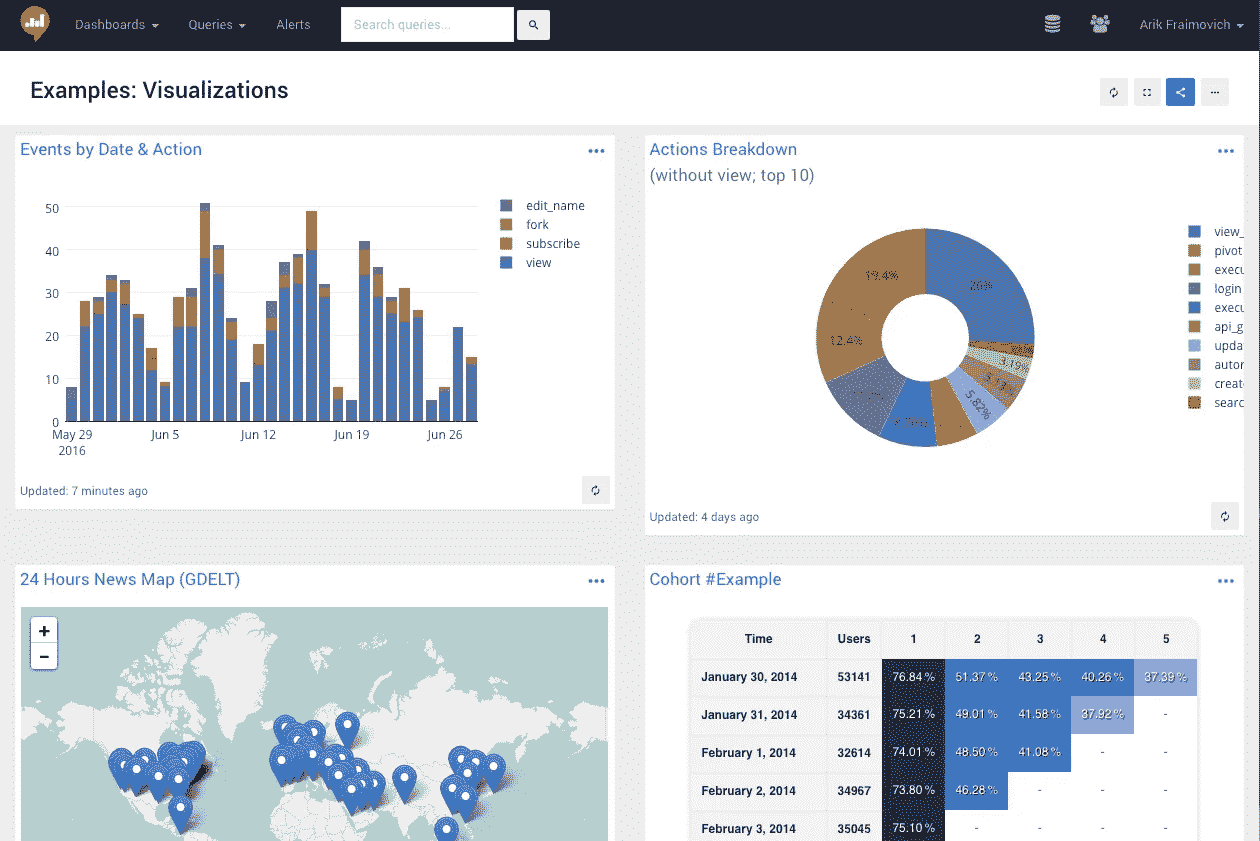 Dashboards Queries Alerts Search queries... Arik Fraimovich
Examples: Visualizations
Events by Date & Action
50
40
30
20
10
0
May 29 Jun 5 Jun 12 Jun 19 Jun 26
2016
edit_name
fork
subscribe
view
Updated: 7 minutes ago
Actions Breakdown
(without view; top 10)
19.4%
26%
12.4%
3.19%
5.82%
view_
pivot
execu
login
execu
api_g
upda
autor
create
searc
Updated: 4 days ago
24 Hours News Map (GDELT)
+
−
Cohort #Example
Time Users 1 2 3 4 5
January 30, 2014 53141 76.84% 51.37% 43.25% 40.26% 37.39%
January 31, 2014 34361 75.21% 49.01% 41.58% 37.92% -
February 1, 2014 32614 74.01% 48.50% 41.08% - -
February 2, 2014 34967 73.80% 46.28% - - -
February 3, 2014 35045 75.10% - - - -